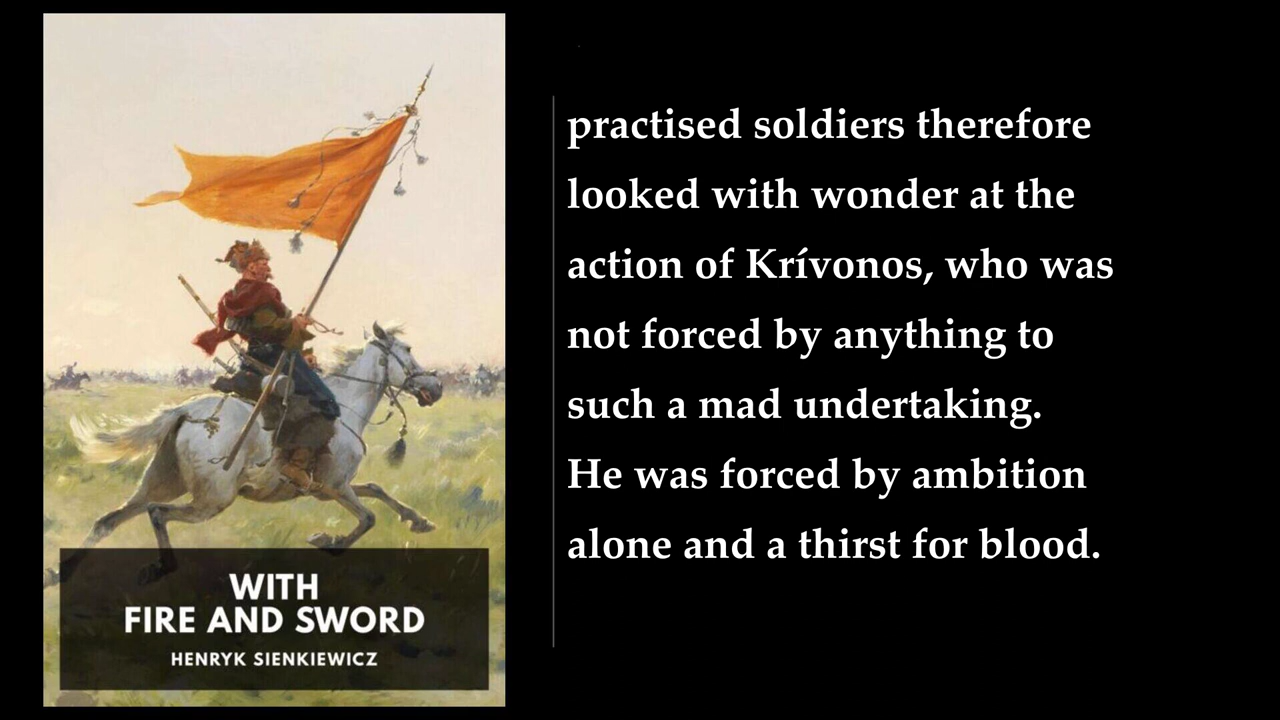 WITH
FIRE AND SWORD
HENRYK SIENKIEWICZ
practised soldiers therefore
looked with wonder at the
action of Krívonos, who was
not forced by anything to
such a mad undertaking.
He was forced by ambition
alone and a thirst for blood.